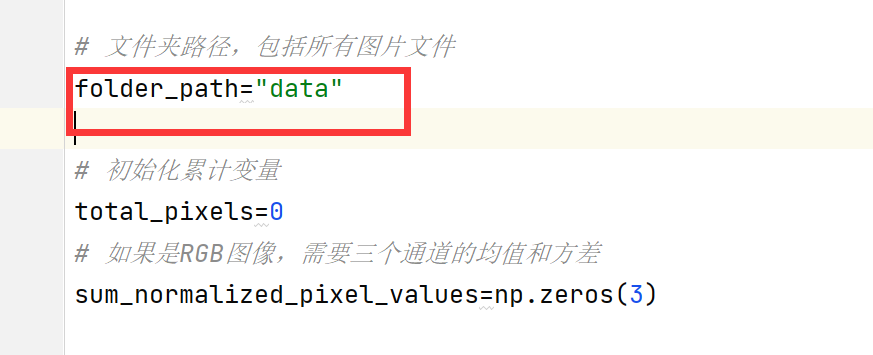 # 文件夹路径，包括所有图片文件
folder_path="data"
# 初始化累计变量
total_pixels=0
# 如果是RGB图像，需要三个通道的均值和方差
sum_normalized_pixel_values=np.zeros(3)